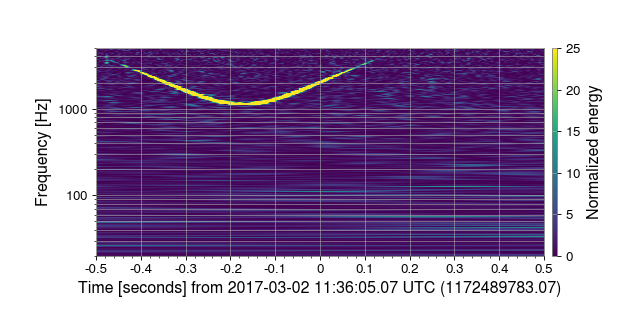 25
20
15
10
5
0
Normalized energy
Frequency [Hz]
1000
100
-0.5 -0.4 -0.3 -0.2 -0.1 0 0.1 0.2 0.3 0.4 0.5
Time [seconds] from 2017-03-02 11:36:05.07 UTC (1172489783.07)